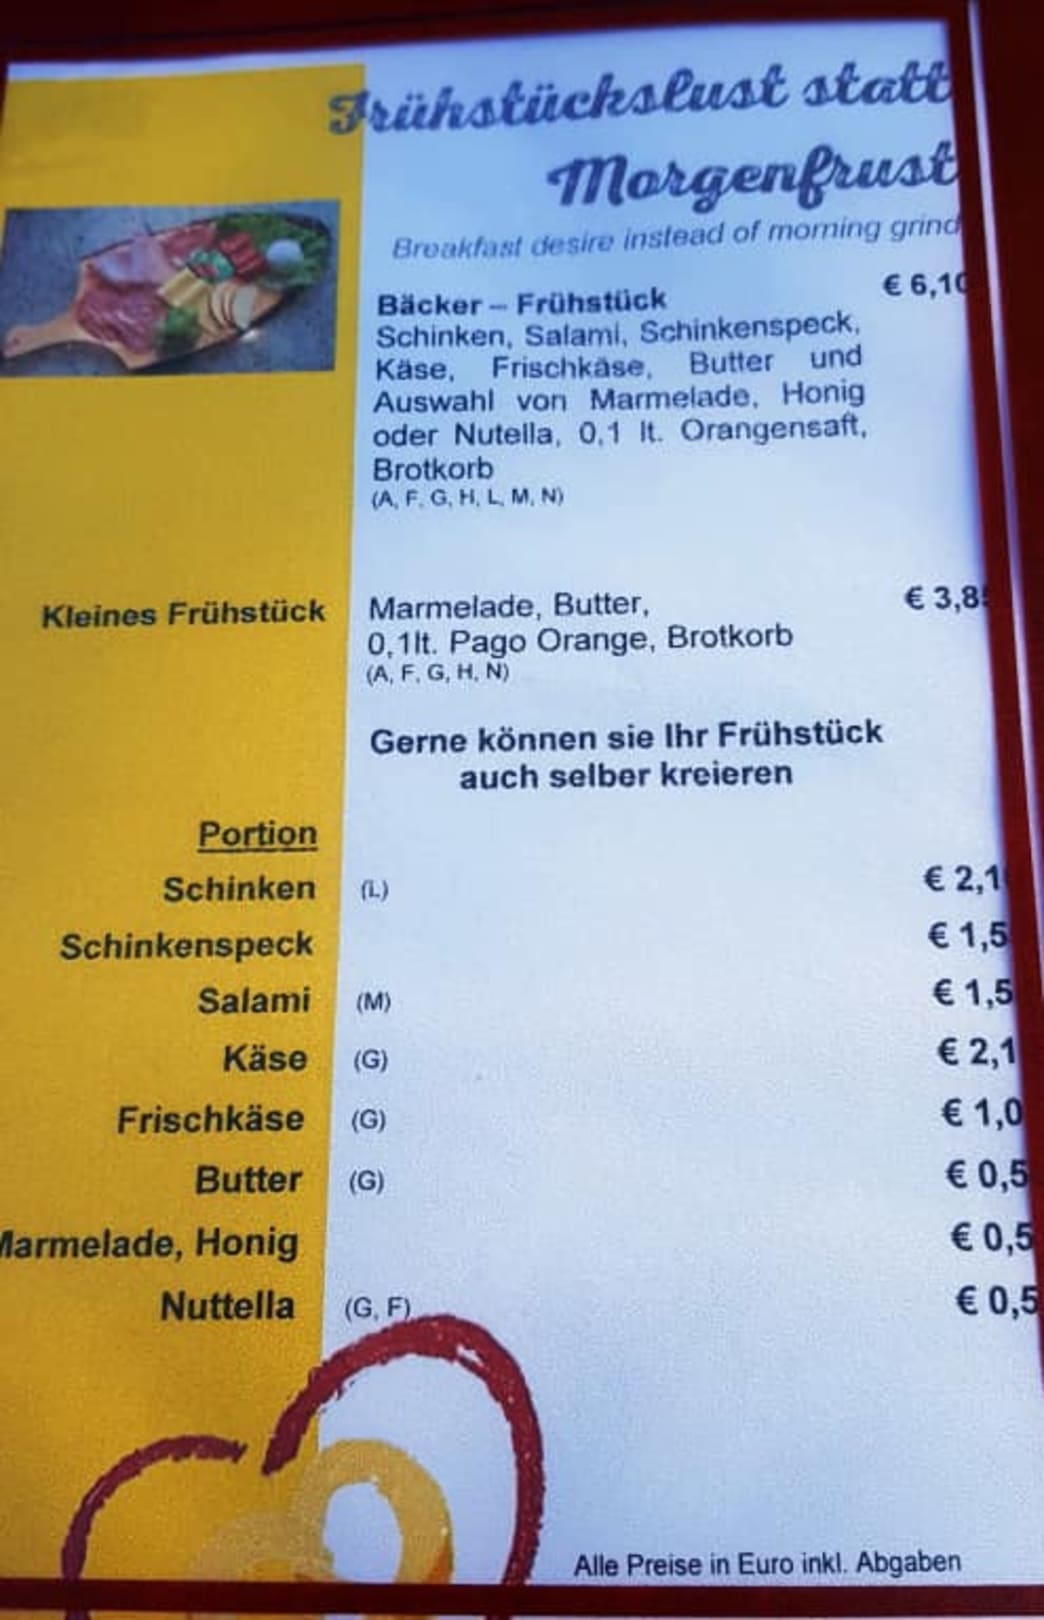 Frühstückslust statt
Morgenfrust
Breakfast desire instead of morning grind
Bäcker – Frühstück € 6,10
Schinken, Salami, Schinkenspeck,
Käse, Frischkäse, Butter und
Auswahl von Marmelade, Honig
oder Nutella, 0,1 lt. Orangensaft,
Brotkorb
(A, F, G, H, L, M, N)
Kleines Frühstück Marmelade, Butter, € 3,8
0,1lt. Pago Orange, Brotkorb
(A, F, G, H, N)
Gerne können sie Ihr Frühstück
auch selber kreieren
Portion
Schinken (L) € 2,1
Schinkenspeck € 1,5
Salami (M) € 1,5
Käse (G) € 2,1
Frischkäse (G) € 1,0
Butter (G) € 0,5
Marmelade, Honig € 0,5
Nuttella (G, F) € 0,5
Alle Preise in Euro inkl. Abgaben